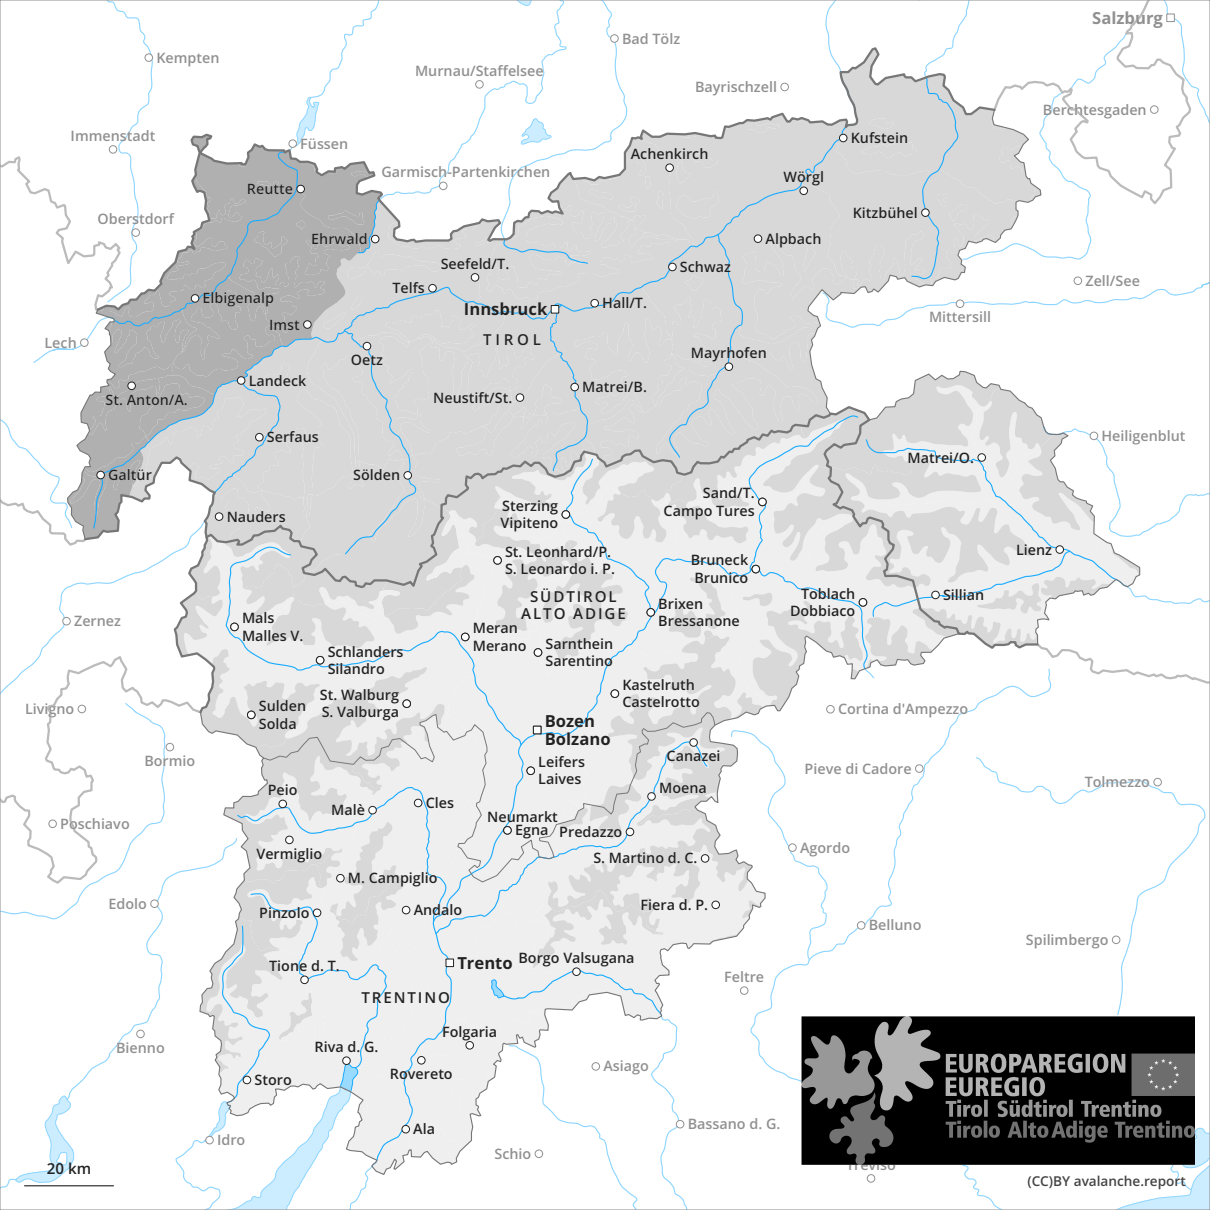 Salzburg
Bad Tölz
Kempten
Murnau/Staffelsee
Bayrischzell
Berchtesgaden
Immenstadt
Füssen
Kufstein
Achenkirch
Garmisch-Partenkirchen
Wörgl
Reutte
Oberstdorf
Kitzbühel
Ehrwald
Alpbach
Seefeld/T.
Schwaz
Zell/See
Telfs
Elbigenalp
Hall/T.
Innsbruck
Mittersill
Imst
TIROL
Lech
Oetz
Mayrhofen
Landeck
Matrei/B.
St. Anton/A.
Neustift/St.
Serfaus
Heiligenblut
Matrei/O.
Galtür
Sölden
Sand/T.
Campo Tures
Sterzing
Vipiteno
Nauders
Lienz
St. Leonhard/P.
S. Leonardo i. P.
Bruneck
Brunico
SÜDTIROL
ALTO ADIGE
Toblach
Dobbiaco
Sillian
Brixen
Bressanone
Zernez
Mals
Malles V.
Meran
Merano
Sarnthein
Sarentino
Schlanders
Silandro
Kastelruth
Castelrotto
St. Walburg
S. Valburga
Sulden
Solda
Livigno
Cortina d'Ampezzo
Bozen
Bolzano
Bormio
Canazei
Leifers
Laives
Pieve di Cadore
Tolmezzo
Peio
Moena
Malè
Cles
Neumarkt
Egna
Predazzo
Poschiavo
Vermiglio
Agordo
S. Martino d. C.
M. Campiglio
Edolo
Pinzolo
Andalo
Fiera d. P.
Belluno
Spilimbergo
Trento
Borgo Valsugana
Tione d. T.
Feltre
TRENTINO
Folgaria
Bienno
Riva d. G.
Rovereto
Asiago
Storo
EUROPAREGION
EUREGIO
Tirol Südtirol Trentino
Tirolo Alto Adige Trentino
Ala
Bassano d. G.
Idro
Schio
Treviso
20 km
(CC)BY avalanche.report